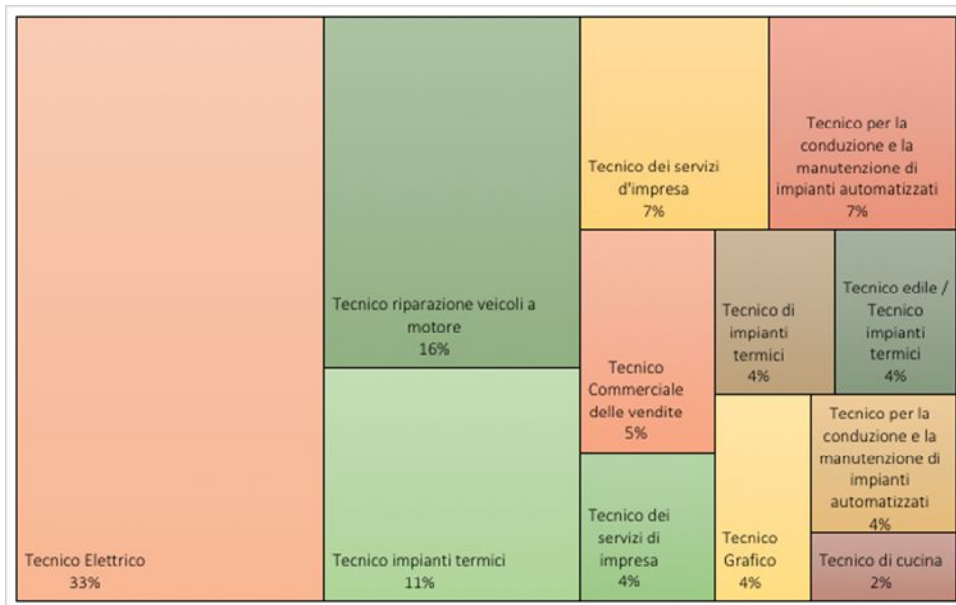 Tecnico Elettrico
33%
Tecnico riparazione veicoli a
motore
16%
Tecnico impianti termici
11%
Tecnico dei servizi
d'impresa
7%
Tecnico per la
conduzione e la
manutenzione di
impianti automatizzati
7%
Tecnico
Commerciale
delle vendite
5%
Tecnico dei
servizi di
impresa
4%
Tecnico di
impianti
termici
4%
Tecnico edile /
Tecnico
impianti
termici
4%
Tecnico
Grafico
4%
Tecnico per la
conduzione e la
manutenzione di
impianti
automatizzati
4%
Tecnico di cucina
2%